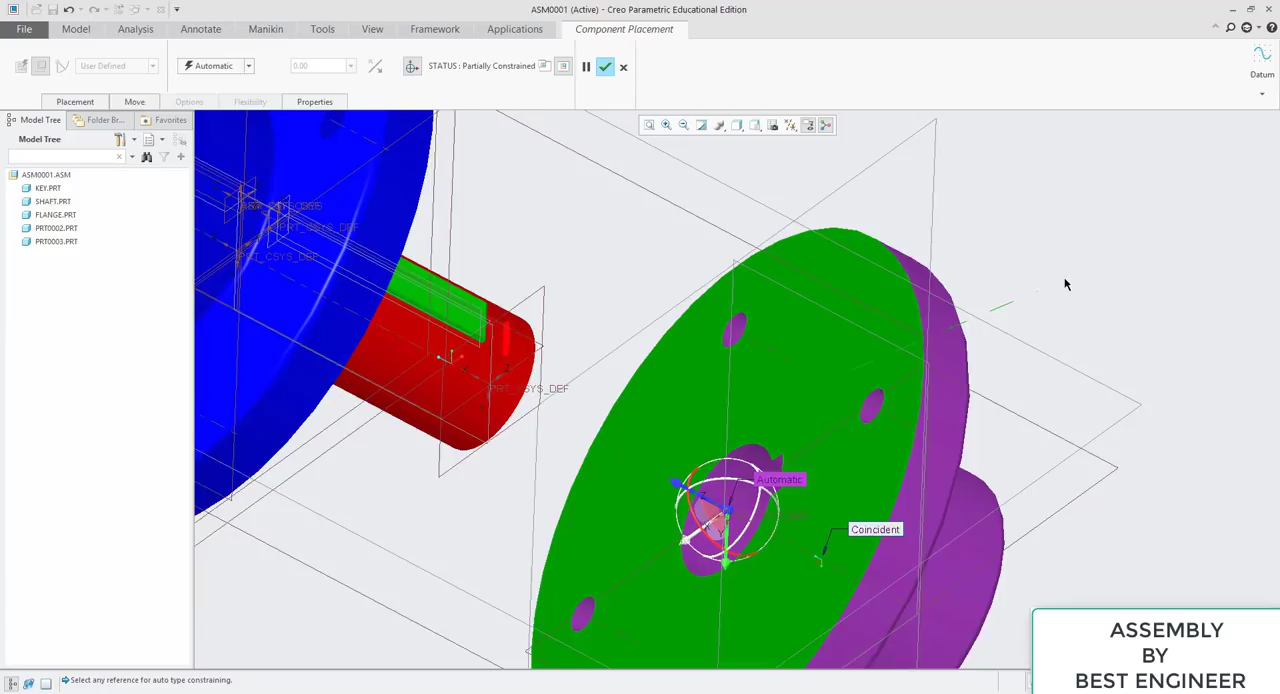 ASM0001 (Active) - Creo Parametric Educational Edition
File Model Analysis Annotate Manikin Tools View Framework Applications Component Placement
User Defined Automatic 0.00 STATUS : Partially Constrained Datum
Placement Move Options Flexibility Properties
Model Tree Folder Br... Favorites
Model Tree
ASM0001.ASM
KEY.PRT
SHAFT.PRT
FLANGE.PRT
PRT0002.PRT
PRT0003.PRT
PRT_CSYS_DEF
PRT_CSYS_DEF
PRT_CSYS_DEF
Z
Automatic
Z
Coincident
ASSEMBLY
BY
BEST ENGINEER
Select any reference for auto type constraining.